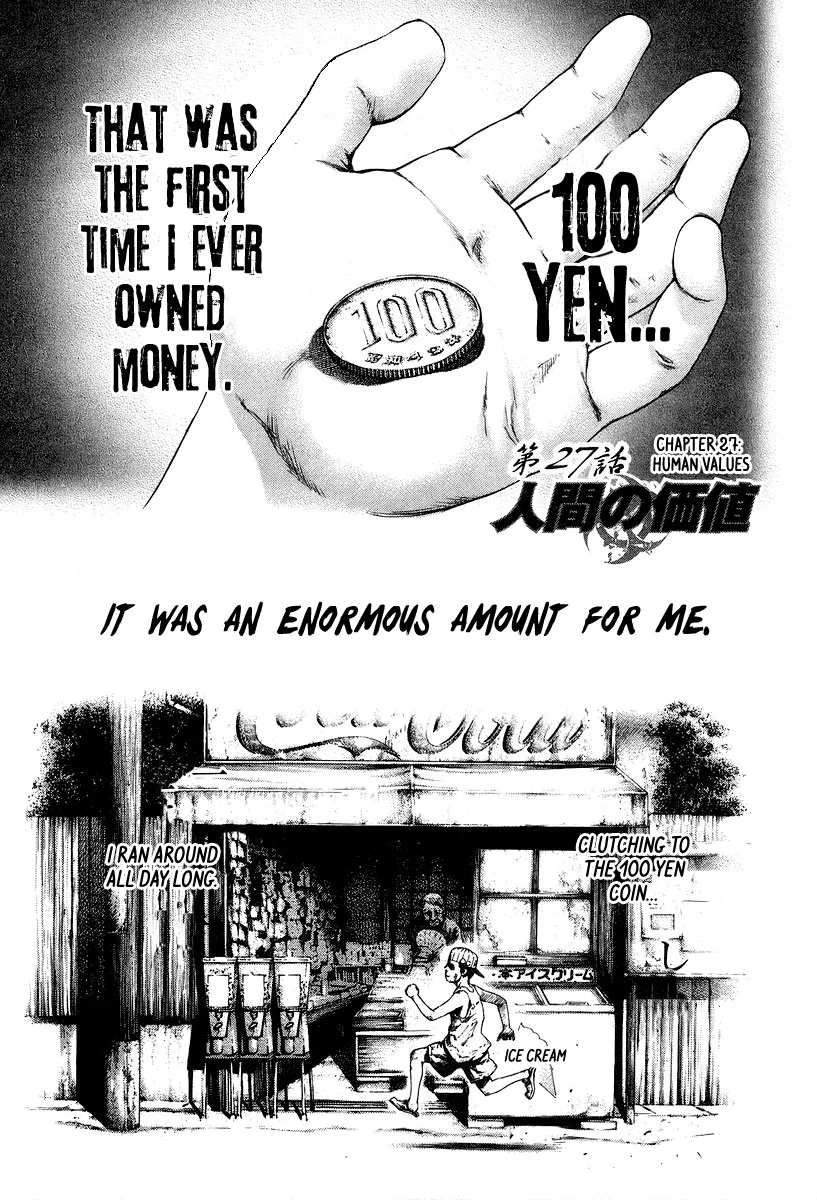 100
YEN...
THAT WAS
THE FIRST
TIME I EVER
OWNED
MONEY.
100
第27話
人間の価値
CHAPTER 27:
HUMAN VALUES
IT WAS AN ENORMOUS AMOUNT FOR ME.
CLUTCHING TO
THE 100 YEN
COIN...
I RAN AROUND
ALL DAY LONG.
し
アイスクリーム
ICE CREAM